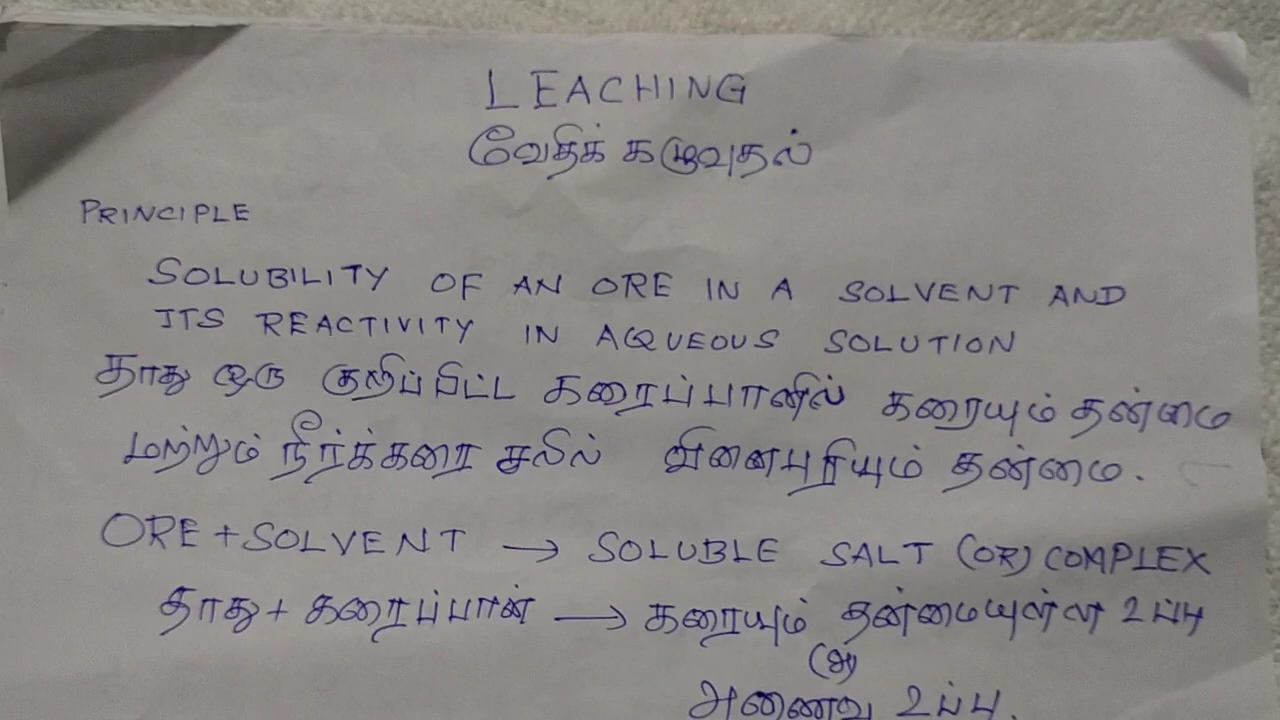 LEACHING
வேதிக் கழுவுதல்
PRINCIPLE
SOLUBILITY OF AN ORE IN A SOLVENT AND
ITS REACTIVITY IN AQUEOUS SOLUTION
தாது ஒரு குறிப்பிட்ட கரைப்பானில் கரையும் தன்மை
மற்றும் நீர்க்கரைசலில் வினைபுரியும் தன்மை.
ORE + SOLVENT → SOLUBLE SALT (OR) COMPLEX
தாது + கரைப்பான் → கரையும் தன்மையுள்ள உப்பு
(அ)
அணைவு உப்பு.